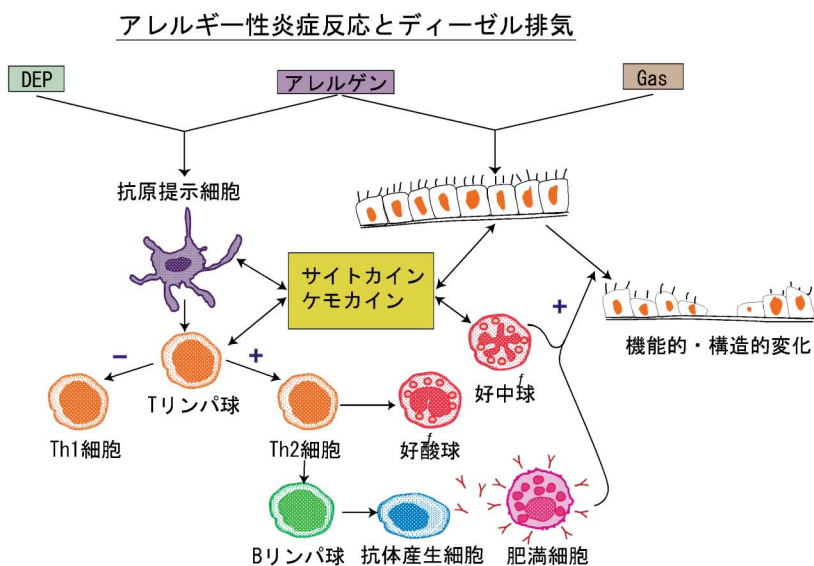 アレルギー性炎症反応とディーゼル排気
DEP
アレルゲン
Gas
抗原提示細胞
サイトカイン
ケモカイン
+
機能的・構造的変化
−
+
Tリンパ球
好中球
f
Th1細胞
Th2細胞
好酸球
f
Bリンパ球
抗体産生細胞
肥満細胞